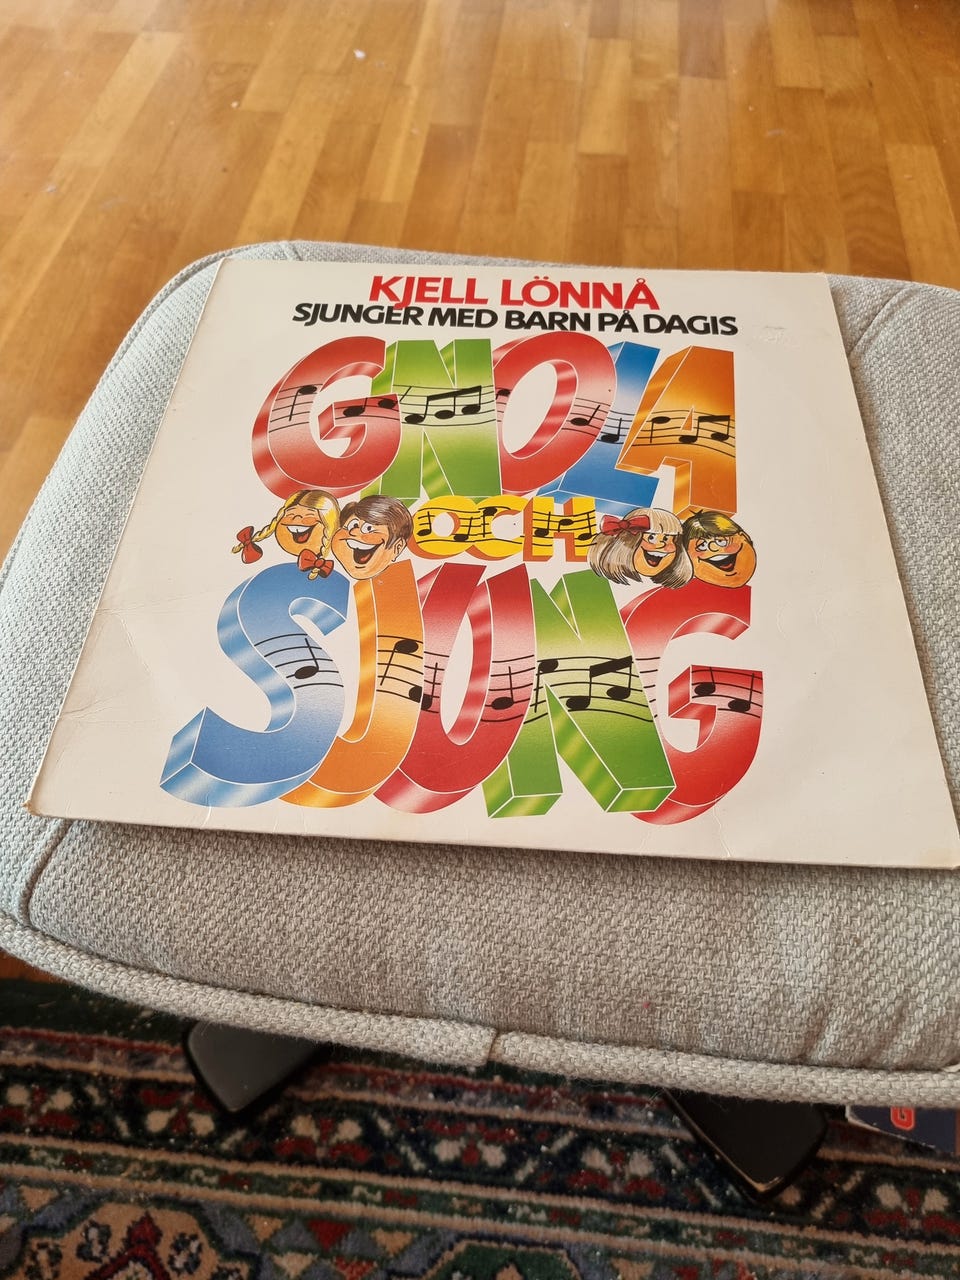 KJELL LÖNNÅ
SJUNGER MED BARN PÅ DAGIS
GNOLA
OCH
SJUNG
G